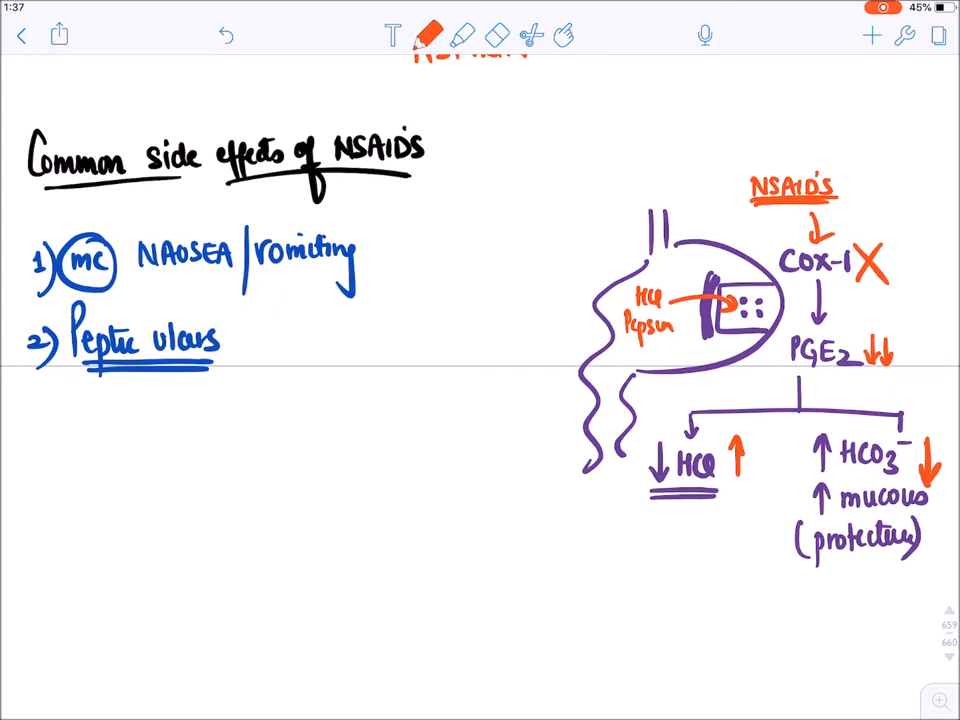 1:37
45%
T
Common side effects of NSAID'S
1) mc NAUSEA / vomiting
2) Peptic ulcers
NSAID'S
COX-1 X
PGE2 ↓↓
HCl
Pepsin
↓ HCl ↑
↑ HCO3- ↓
↑ mucous
(protective)
659
660